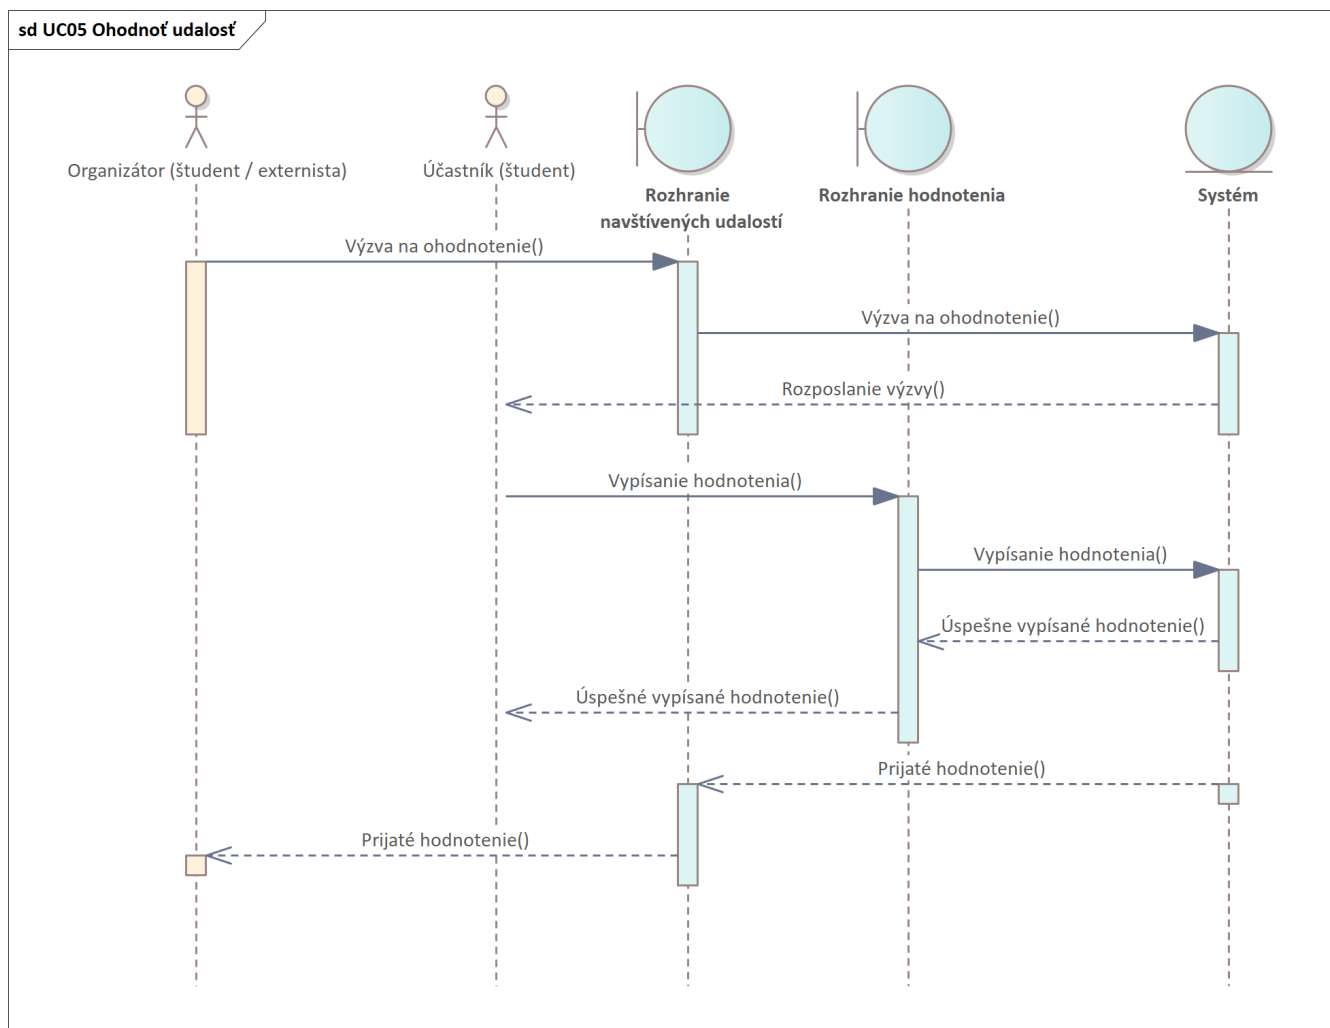 sd UC05 Ohodnoť udalosť
Organizátor (študent / externista)
Účastník (študent)
Rozhranie
navštívených udalostí
Rozhranie hodnotenia
Systém
Výzva na ohodnotenie()
Výzva na ohodnotenie()
Rozposlanie výzvy()
Vypísanie hodnotenia()
Vypísanie hodnotenia()
Úspešne vypísané hodnotenie()
Úspešné vypísané hodnotenie()
Prijaté hodnotenie()
Prijaté hodnotenie()